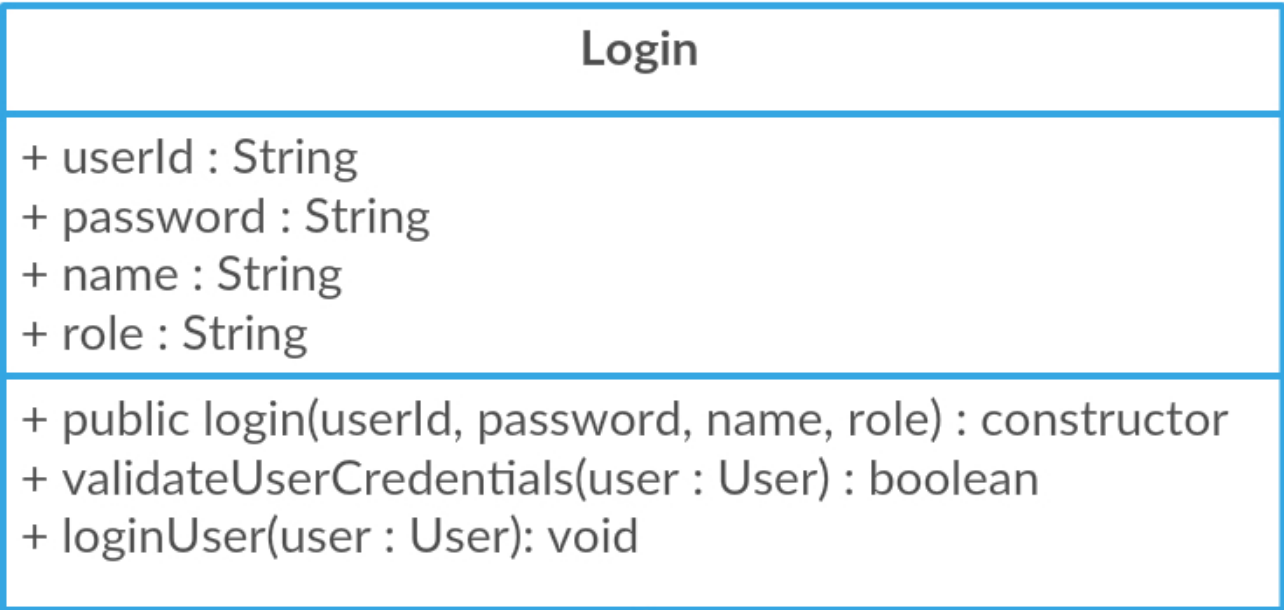 Login
+ userId : String
+ password : String
+ name : String
+ role : String
+ public login(userId, password, name, role) : constructor
+ validateUserCredentials(user : User) : boolean
+ loginUser(user : User): void